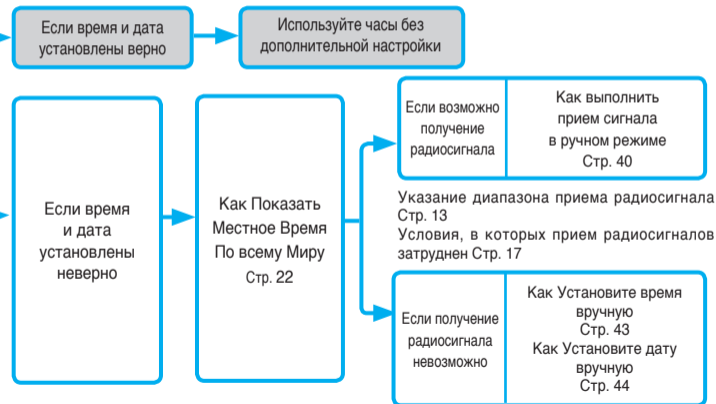 Если время и дата
установлены верно
Используйте часы без
дополнительной настройки
Если время
и дата
установлены
неверно
Как Показать
Местное Время
По всему Миру
Стр. 22
Если возможно
получение
радиосигнала
Как выполнить
прием сигнала
в ручном режиме
Стр. 40
Указание диапазона приема радиосигнала
Стр. 13
Условия, в которых прием радиосигналов
затруднен Стр. 17
Если получение
радиосигнала
невозможно
Как Установите время
вручную
Стр. 43
Как Установите дату
вручную
Стр. 44